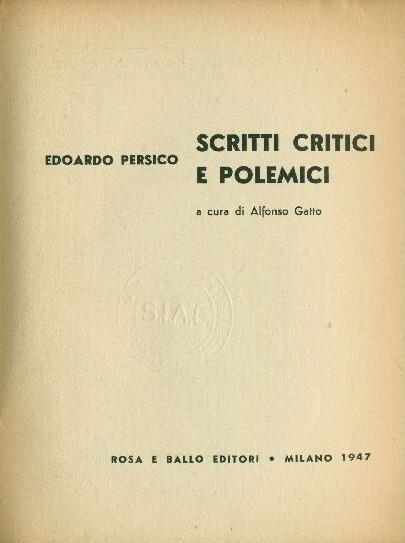 EDOARDO PERSICO
SCRITTI CRITICI
E POLEMICI
a cura di Alfonso Gatto
S.I.A.E.
ROSA E BALLO EDITORI • MILANO 1947